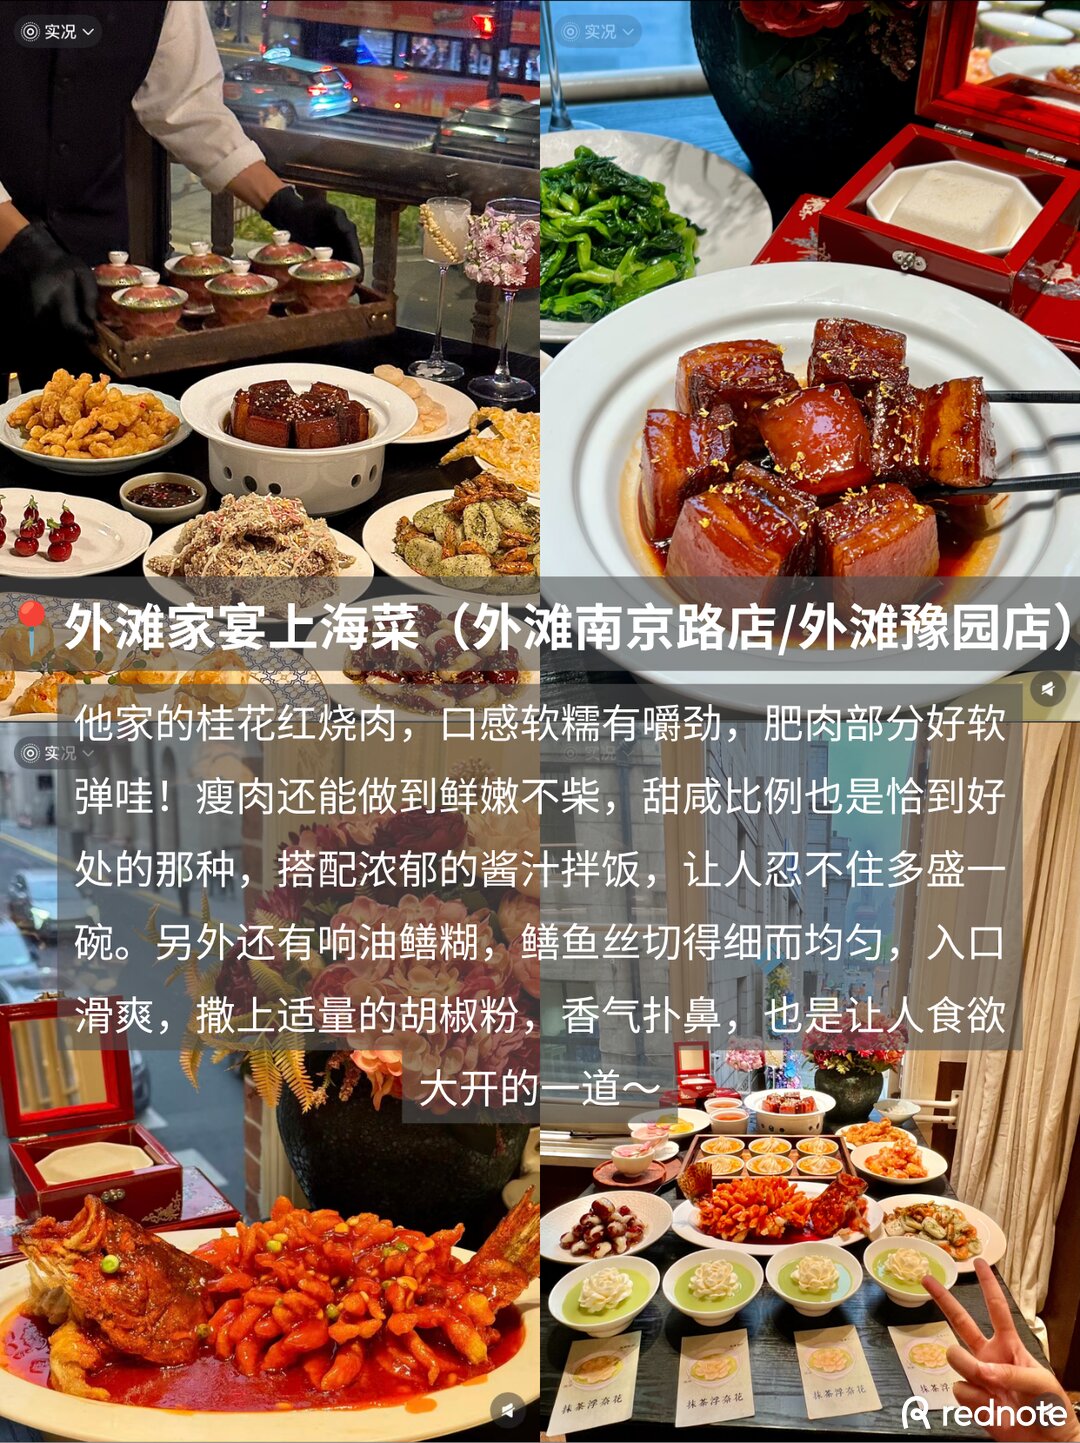 实况
实况
📍外滩家宴上海菜（外滩南京路店/外滩豫园店）
他家的桂花红烧肉，口感软糯有嚼劲，肥肉部分好软
弹哇！瘦肉还能做到鲜嫩不柴，甜咸比例也是恰到好
处的那种，搭配浓郁的酱汁拌饭，让人忍不住多盛一
碗。另外还有响油鳝糊，鳝鱼丝切得细而均匀，入口
滑爽，撒上适量的胡椒粉，香气扑鼻，也是让人食欲
大开的一道～
实况
实况
抹茶浮奈花
抹茶浮奈花
抹茶浮奈花
rednote